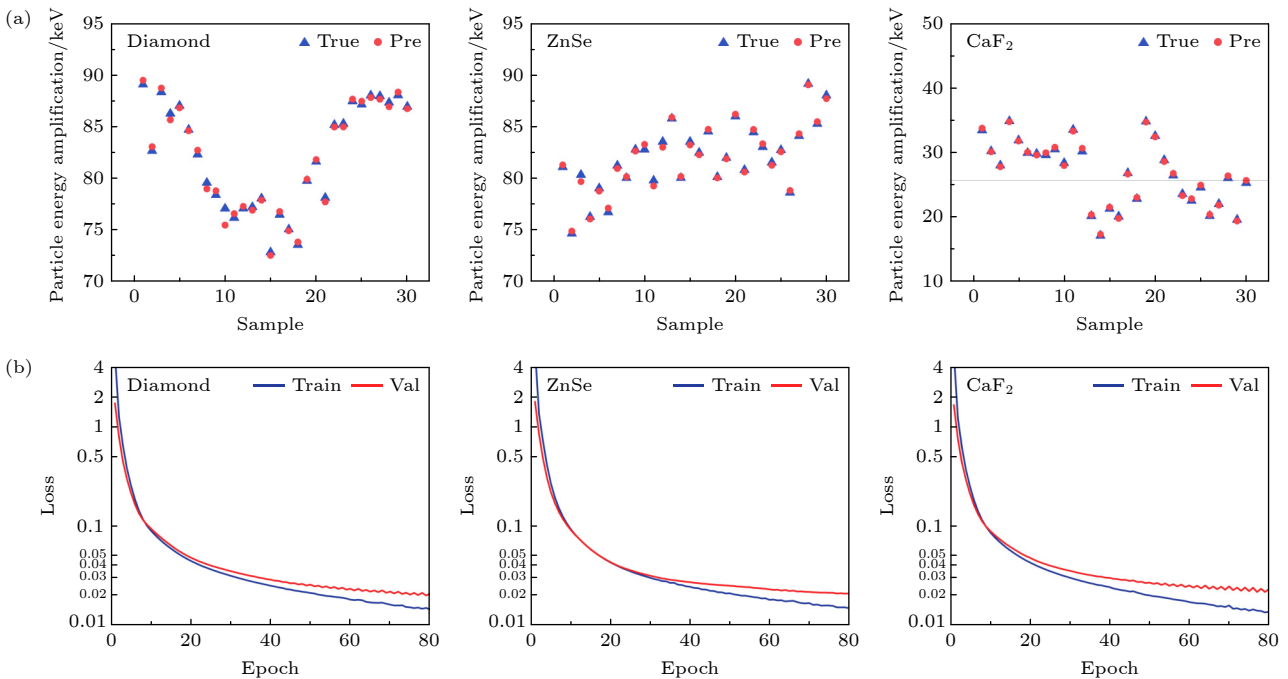 (a)
Particle energy amplification/keV
95
90
85
80
75
70
Diamond
True
Pre
0 10 20 30
Sample
Particle energy amplification/keV
95
90
85
80
75
70
ZnSe
True
Pre
0 10 20 30
Sample
Particle energy amplification/keV
50
40
30
20
10
CaF₂
True
Pre
0 10 20 30
Sample
(b)
Loss
4
2
1
0.5
0.1
0.05
0.03
0.02
0.01
Diamond
Train
Val
0 20 40 60 80
Epoch
Loss
4
2
1
0.5
0.1
0.05
0.03
0.02
0.01
ZnSe
Train
Val
0 20 40 60 80
Epoch
Loss
4
2
1
0.5
0.1
0.05
0.03
0.02
0.01
CaF₂
Train
Val
0 20 40 60 80
Epoch